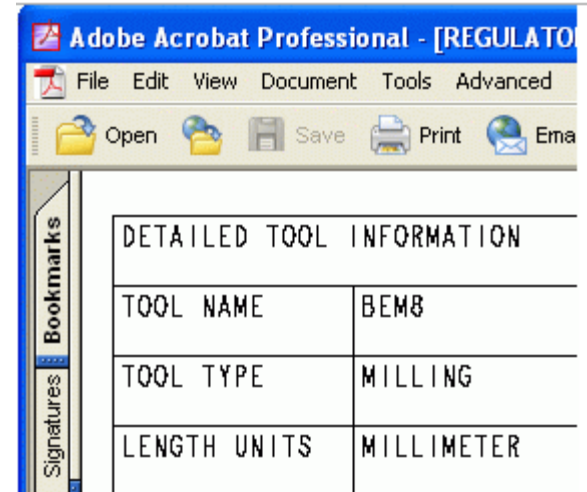 Adobe Acrobat Professional - [REGULATO
File Edit View Document Tools Advanced
Open Save Print Ema
Bookmarks
Signatures
DETAILED TOOL INFORMATION
TOOL NAME BEM8
TOOL TYPE MILLING
LENGTH UNITS MILLIMETER